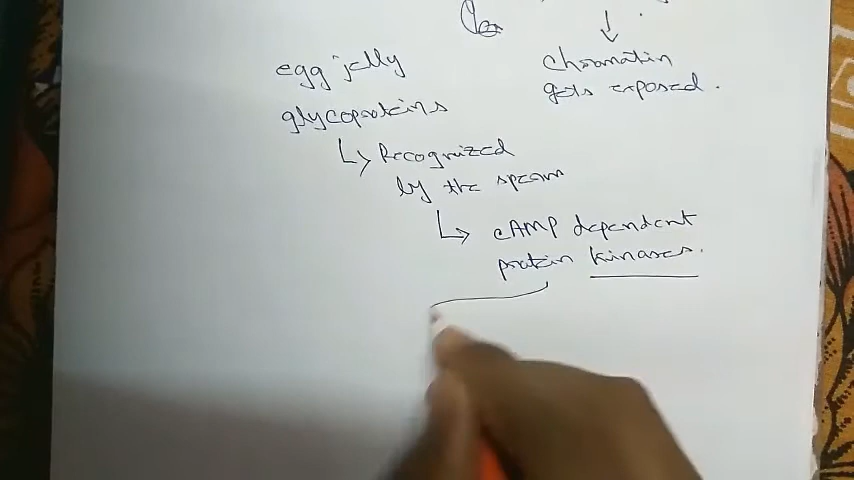 egg jelly
glycoproteins
Recognized
by the sperm
cAMP dependent
protein kinases.
Chromatin
gets exposed.